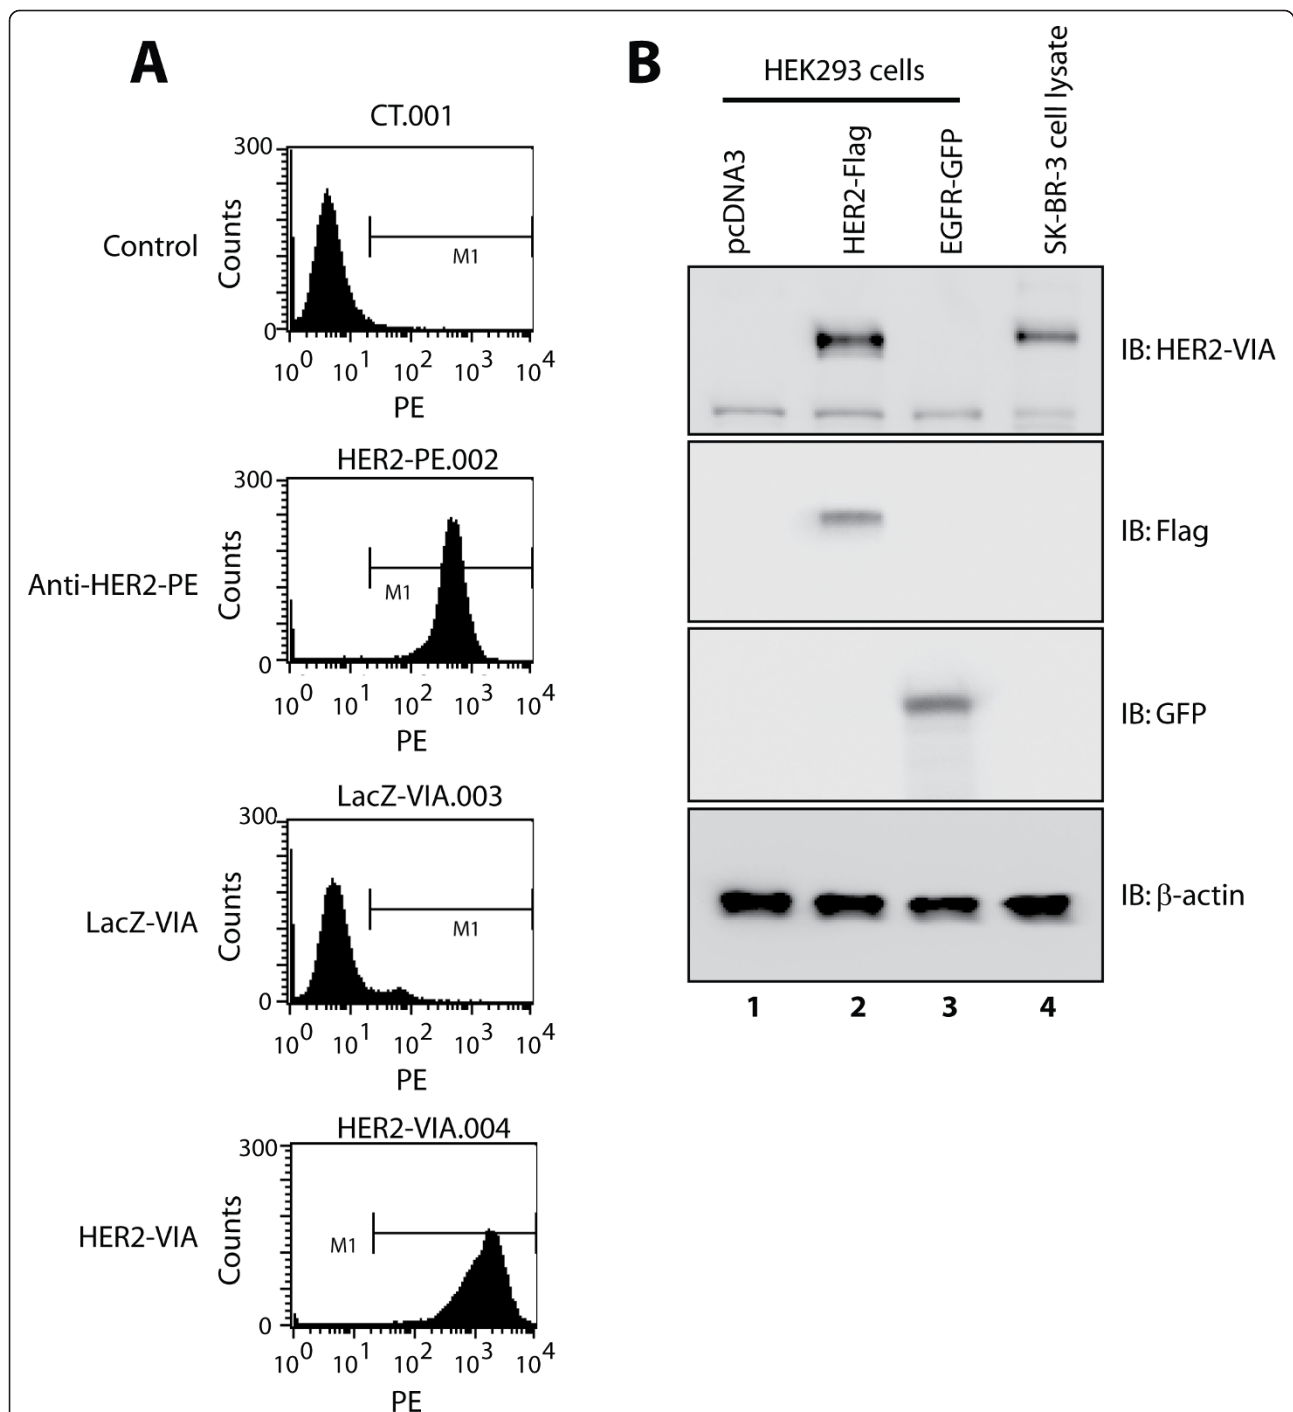 A
CT.001
300
Control
Counts
M1
0
10^0 10^1 10^2 10^3 10^4
PE
HER2-PE.002
300
Anti-HER2-PE
Counts
M1
0
10^0 10^1 10^2 10^3 10^4
PE
LacZ-VIA.003
300
LacZ-VIA
Counts
M1
0
10^0 10^1 10^2 10^3 10^4
PE
HER2-VIA.004
300
HER2-VIA
Counts
M1
0
10^0 10^1 10^2 10^3 10^4
PE
B
HEK293 cells
pcDNA3
HER2-Flag
EGFR-GFP
SK-BR-3 cell lysate
IB: HER2-VIA
IB: Flag
IB: GFP
IB: β-actin
1 2 3 4